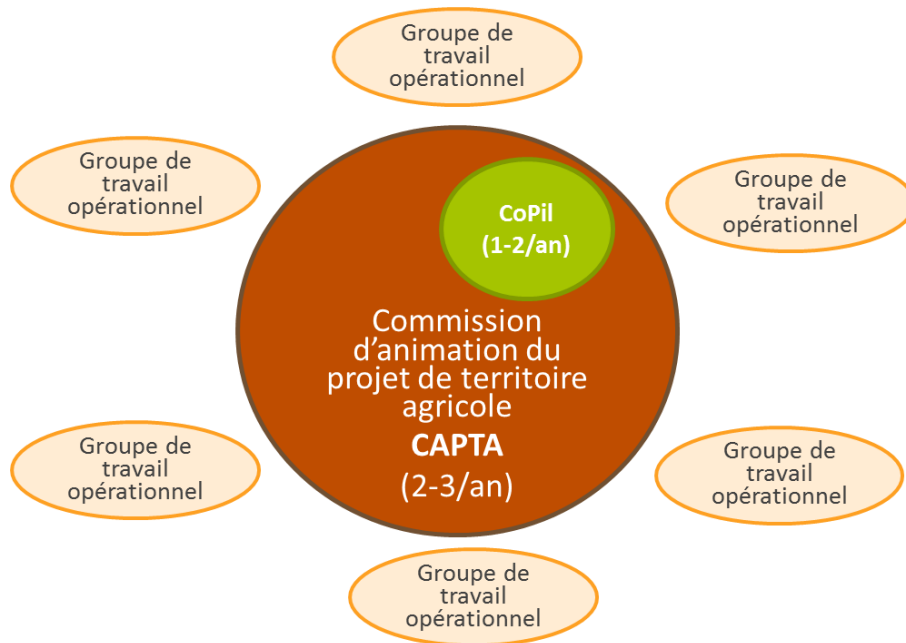 Groupe de
travail
opérationnel
Groupe de
travail
opérationnel
Groupe de
travail
opérationnel
CoPil
(1-2/an)
Commission
d’animation du
projet de territoire
agricole
CAPTA
(2-3/an)
Groupe de
travail
opérationnel
Groupe de
travail
opérationnel
Groupe de
travail
opérationnel